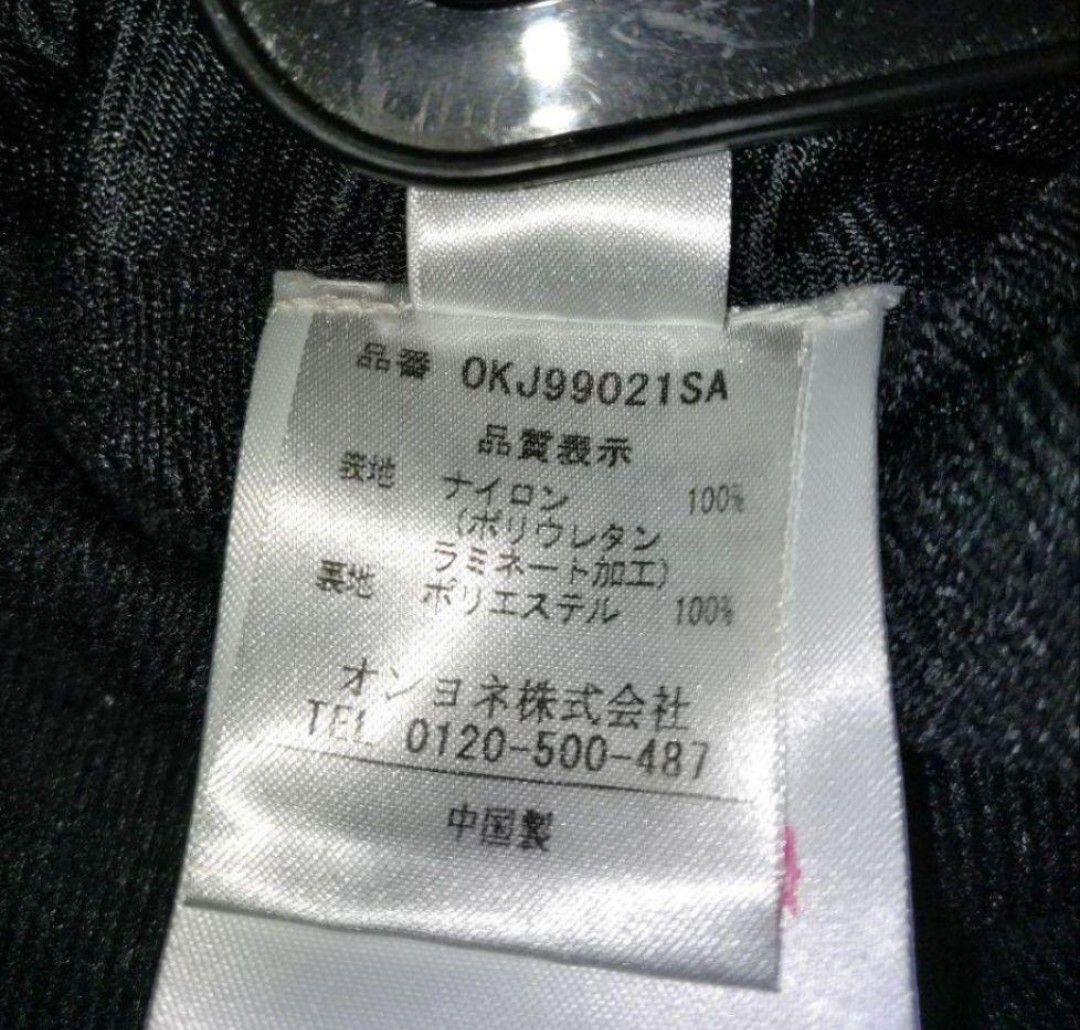 品番 OKJ99021SA
品質表示
表地 ナイロン 100%
(ポリウレタン
ラミネート加工)
裏地 ポリエステル 100%
オンヨネ株式会社
TEL 0120-500-487
中国製